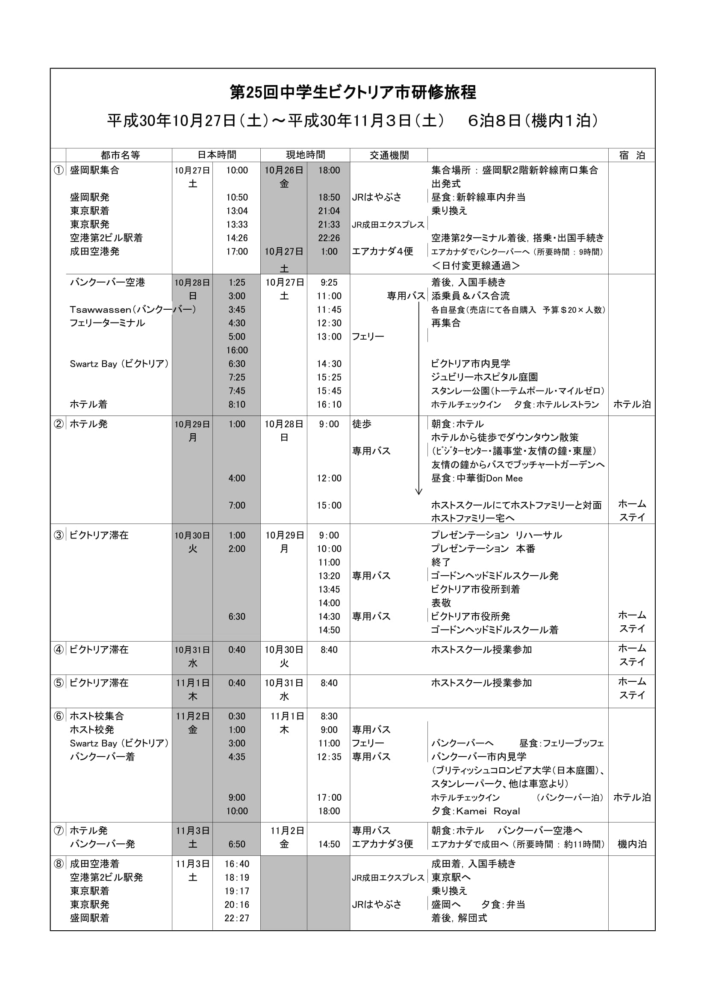 第25回中学生ビクトリア市研修旅程
平成30年10月27日（土）～平成30年11月3日（土）　6泊8日（機内1泊）
都市名等 日本時間 現地時間 交通機関 宿 泊
① 盛岡駅集合 10月27日 10:00 10月26日 18:00 集合場所：盛岡駅2階新幹線南口集合
土 金 出発式
盛岡駅発 10:50 18:50 JRはやぶさ 昼食：新幹線車内弁当
東京駅着 13:04 21:04 乗り換え
東京駅発 13:33 21:33 JR成田エクスプレス
空港第2ビル駅着 14:26 22:26 空港第2ターミナル着後，搭乗・出国手続き
成田空港発 17:00 10月27日 1:00 エアカナダ4便 エアカナダでバンクーバーへ（所要時間：9時間）
土 ＜日付変更線通過＞
バンクーバー空港 10月28日 1:25 10月27日 9:25 着後，入国手続き
日 3:00 土 11:00 専用バス 添乗員＆バス合流
Tsawwassen（バンクーバー） 3:45 11:45 各自昼食（売店にて各自購入 予算＄20×人数）
フェリーターミナル 4:30 12:30 再集合
5:00 13:00 フェリー
16:00
Swartz Bay（ビクトリア） 6:30 14:30 ビクトリア市内見学
7:25 15:25 ジュビリーホスピタル庭園
7:45 15:45 スタンレー公園（トーテムポール・マイルゼロ）
ホテル着 8:10 16:10 ホテルチェックイン 夕食：ホテルレストラン ホテル泊
② ホテル発 10月29日 1:00 10月28日 9:00 徒歩 朝食：ホテル
月 日 ホテルから徒歩でダウンタウン散策
専用バス （ﾋﾞｼﾞﾀｰｾﾝﾀｰ・議事堂・友情の鐘・東屋）
友情の鐘からバスでブッチャートガーデンへ
4:00 12:00 昼食：中華街Don Mee
7:00 15:00 ホストスクールにてホストファミリーと対面 ホーム
ホストファミリー宅へ ステイ
③ ビクトリア滞在 10月30日 1:00 10月29日 9:00 プレゼンテーション リハーサル
火 2:00 月 10:00 プレゼンテーション 本番
11:00 終了
13:20 専用バス ゴードンヘッドミドルスクール発
13:45 ビクトリア市役所到着
14:00 表敬
6:30 14:30 専用バス ビクトリア市役所発 ホーム
14:50 ゴードンヘッドミドルスクール着 ステイ
④ ビクトリア滞在 10月31日 0:40 10月30日 8:40 ホストスクール授業参加 ホーム
水 火 ステイ
⑤ ビクトリア滞在 11月1日 0:40 10月31日 8:40 ホストスクール授業参加 ホーム
木 水 ステイ
⑥ ホスト校集合 11月2日 0:30 11月1日 8:30
ホスト校発 金 1:00 木 9:00 専用バス
Swartz Bay（ビクトリア） 3:00 11:00 フェリー バンクーバーへ 昼食：フェリーブッフェ
バンクーバー着 4:35 12:35 専用バス バンクーバー市内見学
（ブリティッシュコロンビア大学（日本庭園）、
スタンレーパーク、他は車窓より）
9:00 17:00 ホテルチェックイン （バンクーバー泊） ホテル泊
10:00 18:00 夕食：Kamei Royal
⑦ ホテル発 11月3日 11月2日 専用バス 朝食：ホテル バンクーバー空港へ
バンクーバー発 土 6:50 金 14:50 エアカナダ3便 エアカナダで成田へ（所要時間：約11時間） 機内泊
⑧ 成田空港着 11月3日 16:40 成田着，入国手続き
空港第2ビル駅発 土 18:19 JR成田エクスプレス 東京駅へ
東京駅着 19:17 乗り換え
東京駅発 20:16 JRはやぶさ 盛岡へ 夕食：弁当
盛岡駅着 22:27 着後，解団式